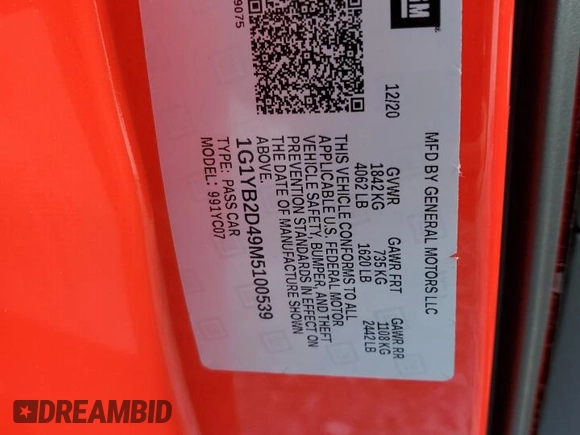 GM
MFD BY GENERAL MOTORS LLC
12/20 GVWR GAWR FRT GAWR RR
1842 KG 735 KG 1108 KG
4062 LB 1620 LB 2442 LB
THIS VEHICLE CONFORMS TO ALL
APPLICABLE U.S. FEDERAL MOTOR
VEHICLE SAFETY, BUMPER, AND THEFT
PREVENTION STANDARDS IN EFFECT ON
THE DATE OF MANUFACTURE SHOWN
ABOVE.
1G1YB2D49M5100539
TYPE: PASS CAR
MODEL: 991YC07
9075
DREAMBID